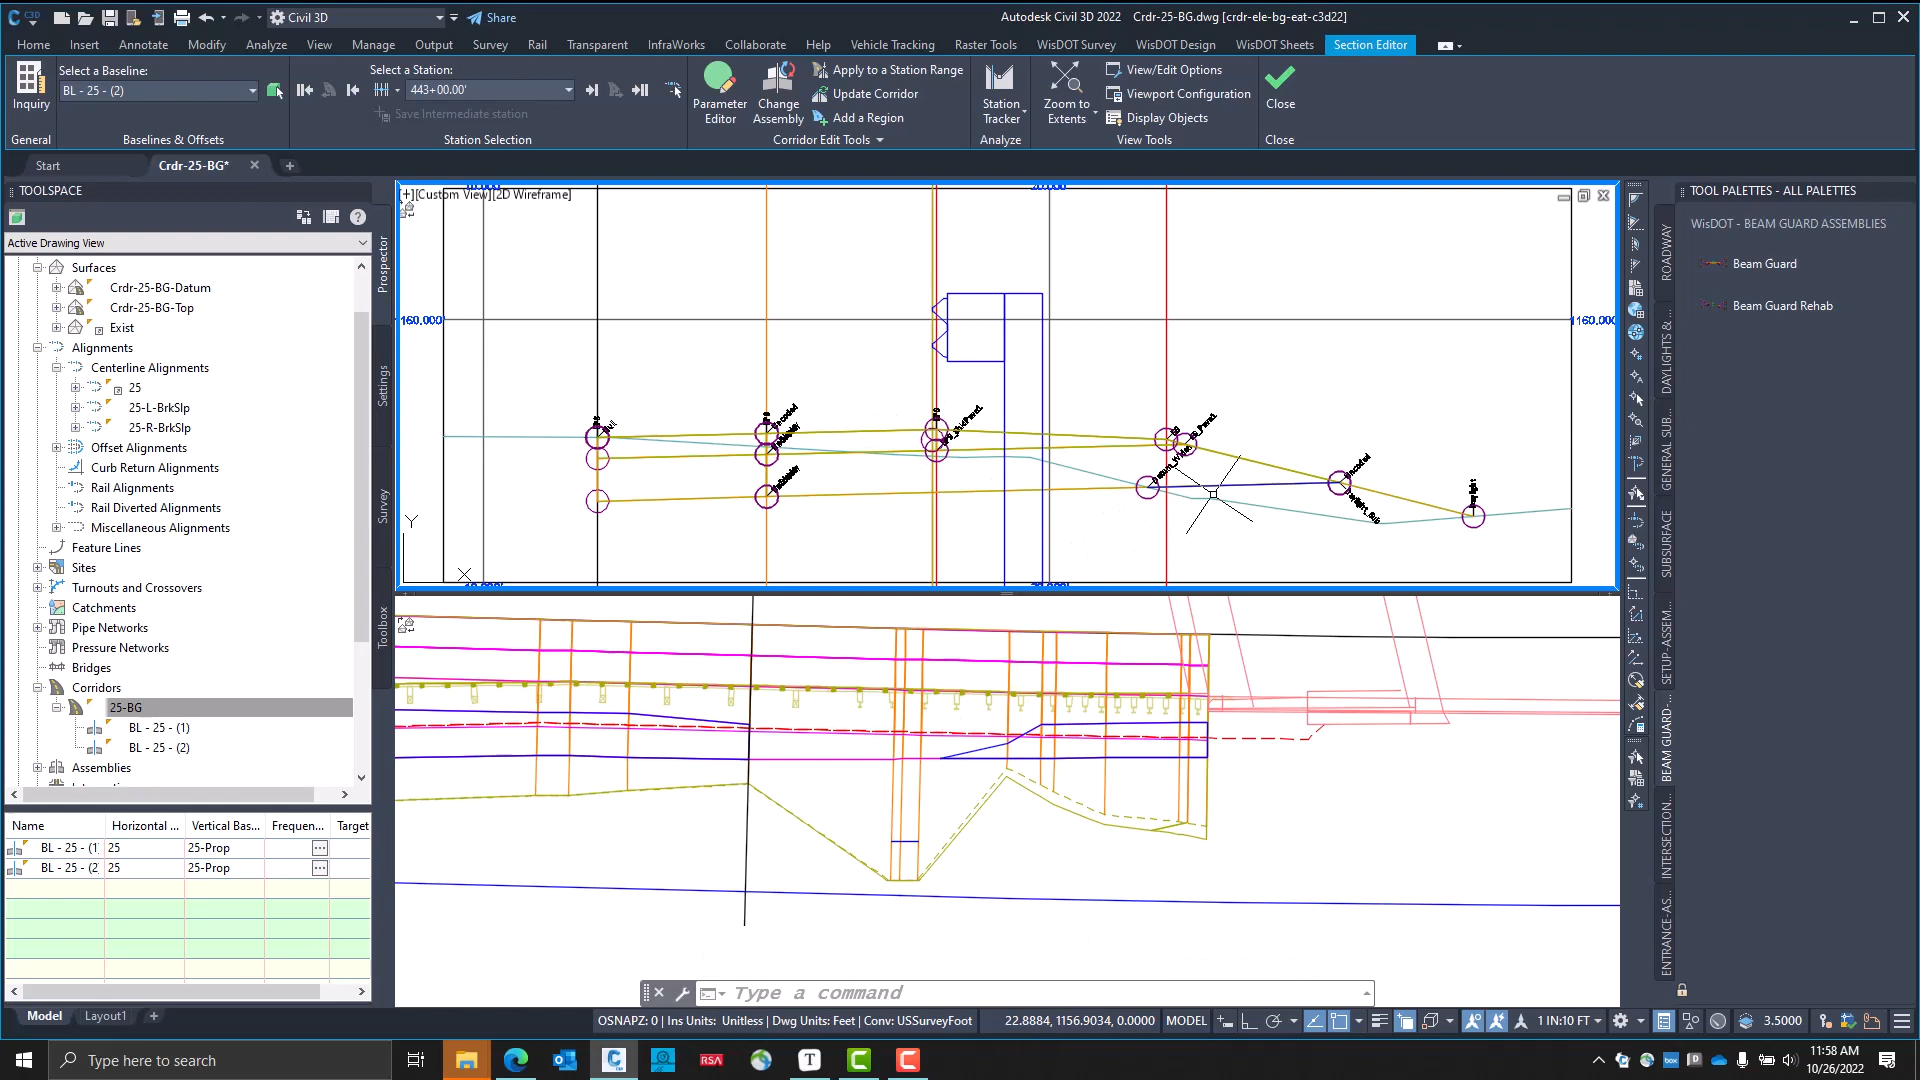 Civil 3D
Share
Autodesk Civil 3D 2022 Crdr-25-BG.dwg [crdr-ele-bg-eat-c3d22]
Home Insert Annotate Modify Analyze View Manage Output Survey Rail Transparent InfraWorks Collaborate Help Vehicle Tracking Raster Tools WisDOT Survey WisDOT Design WisDOT Sheets Section Editor
Inquiry
General
Select a Baseline:
BL - 25 - (2)
Baselines & Offsets
Select a Station:
443+00.00'
Save Intermediate station
Station Selection
Parameter Editor
Change Assembly
Apply to a Station Range
Update Corridor
Add a Region
Corridor Edit Tools
Station Tracker
Analyze
Zoom to Extents
View/Edit Options
Viewport Configuration
Display Objects
View Tools
Close
Close
Start
Crdr-25-BG*
TOOLSPACE
Active Drawing View
Surfaces
Crdr-25-BG-Datum
Crdr-25-BG-Top
Exist
Alignments
Centerline Alignments
25
25-L-BrkSlp
25-R-BrkSlp
Offset Alignments
Curb Return Alignments
Rail Alignments
Rail Diverted Alignments
Miscellaneous Alignments
Feature Lines
Sites
Turnouts and Crossovers
Catchments
Pipe Networks
Pressure Networks
Bridges
Corridors
25-BG
BL - 25 - (1)
BL - 25 - (2)
Assemblies
Prospector
Settings
Survey
Toolbox
Name Horizontal ... Vertical Bas... Frequen... Target
BL - 25 - (1) 25 25-Prop
BL - 25 - (2) 25 25-Prop
Model Layout1
[+][Custom View][2D Wireframe]
160.000
1160.000
Y
X
Type a command
OSNAPZ: 0 | Ins Units: Unitless | Dwg Units: Feet | Conv: USSurveyFoot
22.8884, 1156.9034, 0.0000 MODEL
1 IN:10 FT
3.5000
TOOL PALETTES - ALL PALETTES
WisDOT - BEAM GUARD ASSEMBLIES
Beam Guard
Beam Guard Rehab
ROADWAY
DAYLIGHTS & ...
GENERAL SUB...
SUBSURFACE
SETUP-ASSEM...
BEAM GUARD-...
INTERSECTION...
ENTRANCE-AS...
Type here to search
RSA
11:58 AM
10/26/2022